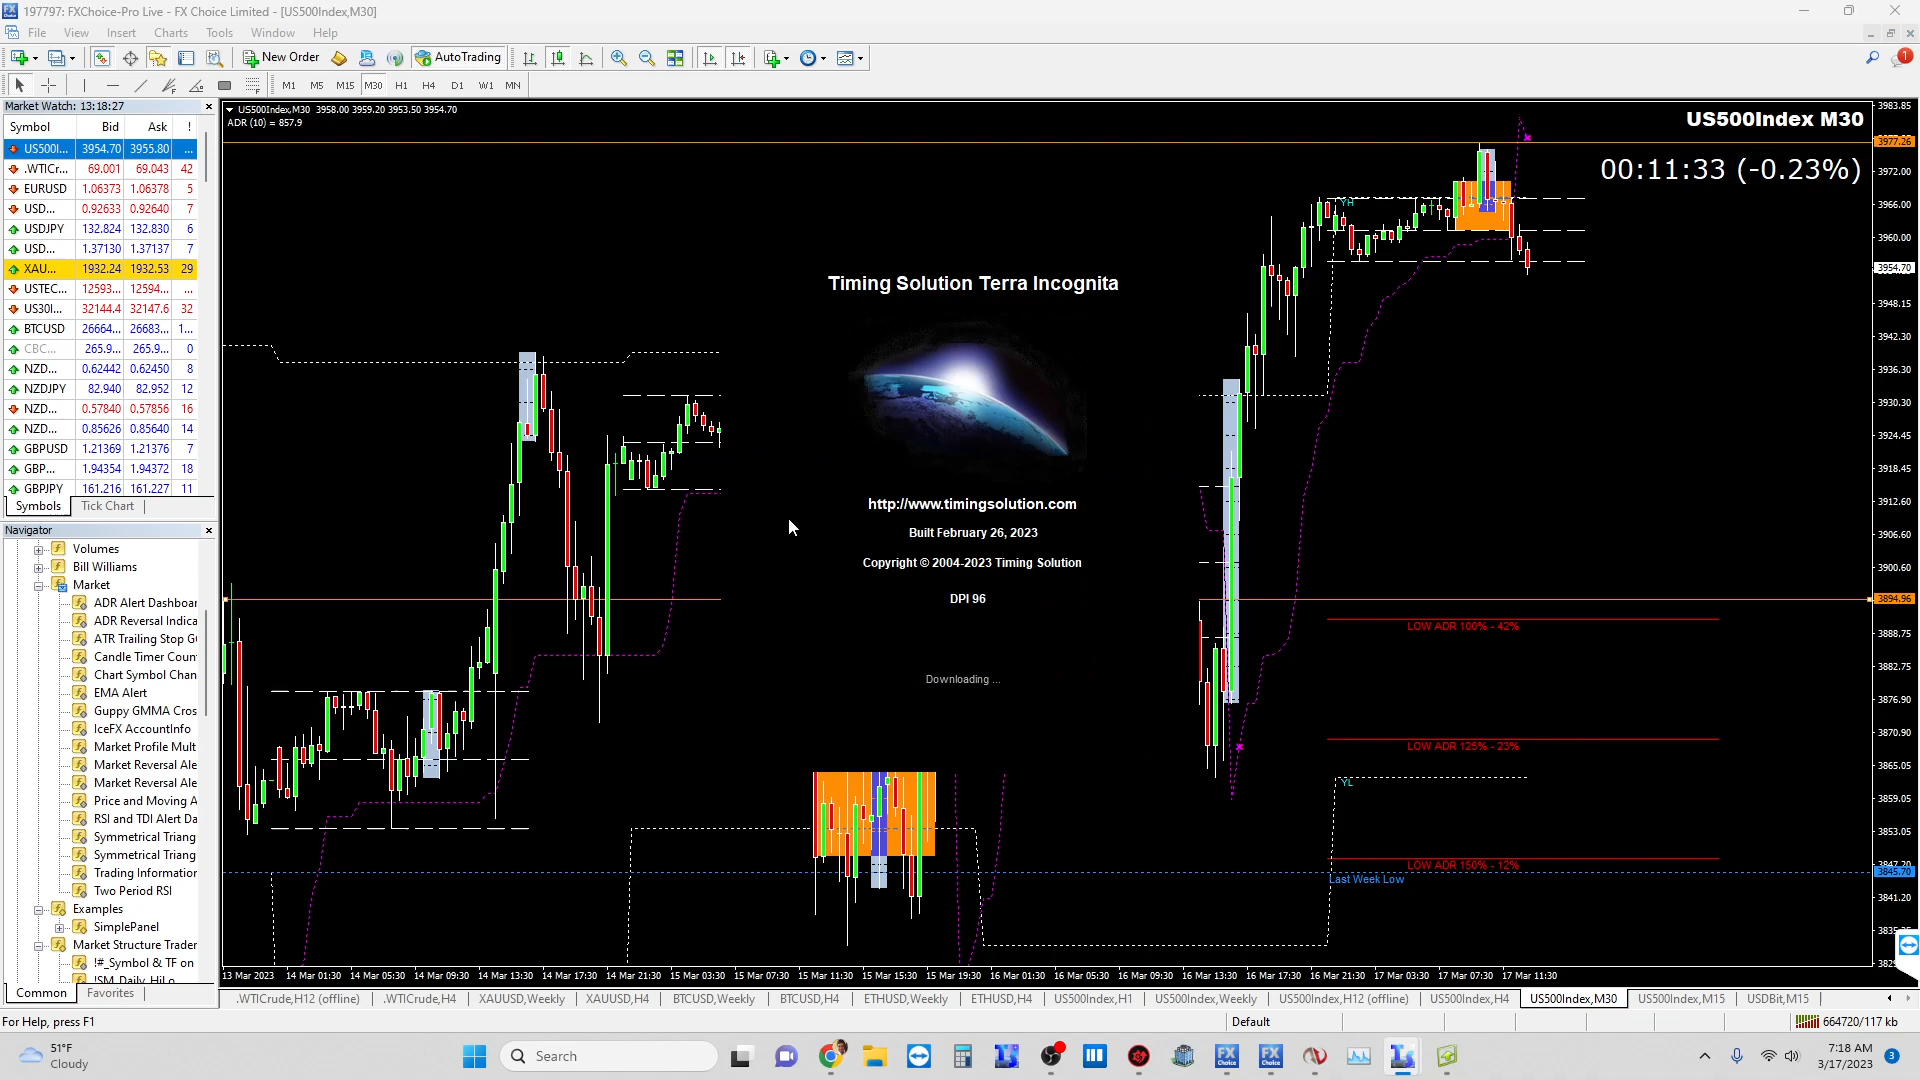 197797: FXChoice-Pro Live - FX Choice Limited - [US500Index,M30]
File View Insert Charts Tools Window Help
New Order AutoTrading
1
M1 M5 M15 M30 H1 H4 D1 W1 MN
Market Watch: 13:18:27
Symbol Bid Ask !
US500I... 3954.70 3955.80 ...
.WTICr... 69.001 69.043 42
EURUSD 1.06373 1.06378 5
USD... 0.92633 0.92640 7
USDJPY 132.824 132.830 6
USD... 1.37130 1.37137 7
XAU... 1932.24 1932.53 29
USTEC... 12593... 12594... ...
US30I... 32144.4 32147.6 32
BTCUSD 26664... 26683... 1...
CBC... 265.9... 265.9... 0
NZD... 0.62442 0.62450 8
NZDJPY 82.940 82.952 12
NZD... 0.57840 0.57856 16
NZD... 0.85626 0.85640 14
GBPUSD 1.21369 1.21376 7
GBP... 1.94354 1.94372 18
GBPJPY 161.216 161.227 11
Symbols Tick Chart
Navigator
Volumes
Bill Williams
Market
ADR Alert Dashboar
ADR Reversal Indica
ATR Trailing Stop G
Candle Timer Coun
Chart Symbol Chan
EMA Alert
Guppy GMMA Cros
IceFX AccountInfo
Market Profile Mult
Market Reversal Ale
Market Reversal Ale
Price and Moving A
RSI and TDI Alert Da
Symmetrical Triang
Symmetrical Triang
Trading Information
Two Period RSI
Examples
SimplePanel
Market Structure Trader
!#_Symbol & TF on
!SM_Daily_HiLo
Common Favorites
US500Index,M30 3958.00 3959.20 3953.50 3954.70
ADR (10) = 857.9
US500Index M30
00:11:33 (-0.23%)
YH
Timing Solution Terra Incognita
http://www.timingsolution.com
Built February 26, 2023
Copyright © 2004-2023 Timing Solution
DPI 96
Downloading ...
LOW ADR 100% - 42%
LOW ADR 125% - 23%
YL
LOW ADR 150% - 12%
Last Week Low
3983.85
3977.26
3972.00
3966.00
3960.00
3954.70
3948.15
3942.30
3936.30
3930.30
3924.45
3918.45
3912.60
3906.60
3900.60
3894.96
3888.75
3882.75
3876.90
3870.90
3865.05
3859.05
3853.05
3847.20
3845.70
3841.20
13 Mar 2023 14 Mar 01:30 14 Mar 05:30 14 Mar 09:30 14 Mar 13:30 14 Mar 17:30 14 Mar 21:30 15 Mar 03:30 15 Mar 07:30 15 Mar 11:30 15 Mar 15:30 15 Mar 19:30 16 Mar 01:30 16 Mar 05:30 16 Mar 09:30 16 Mar 13:30 16 Mar 17:30 16 Mar 21:30 17 Mar 03:30 17 Mar 07:30 17 Mar 11:30
.WTICrude,H12 (offline) .WTICrude,H4 XAUUSD,Weekly XAUUSD,H4 BTCUSD,Weekly BTCUSD,H4 ETHUSD,Weekly ETHUSD,H4 US500Index,H1 US500Index,Weekly US500Index,H12 (offline) US500Index,H4 US500Index,M30 US500Index,M15 USDBit,M15
For Help, press F1
Default
664720/117 kb
51°F
Cloudy
Search
7:18 AM
3/17/2023
3